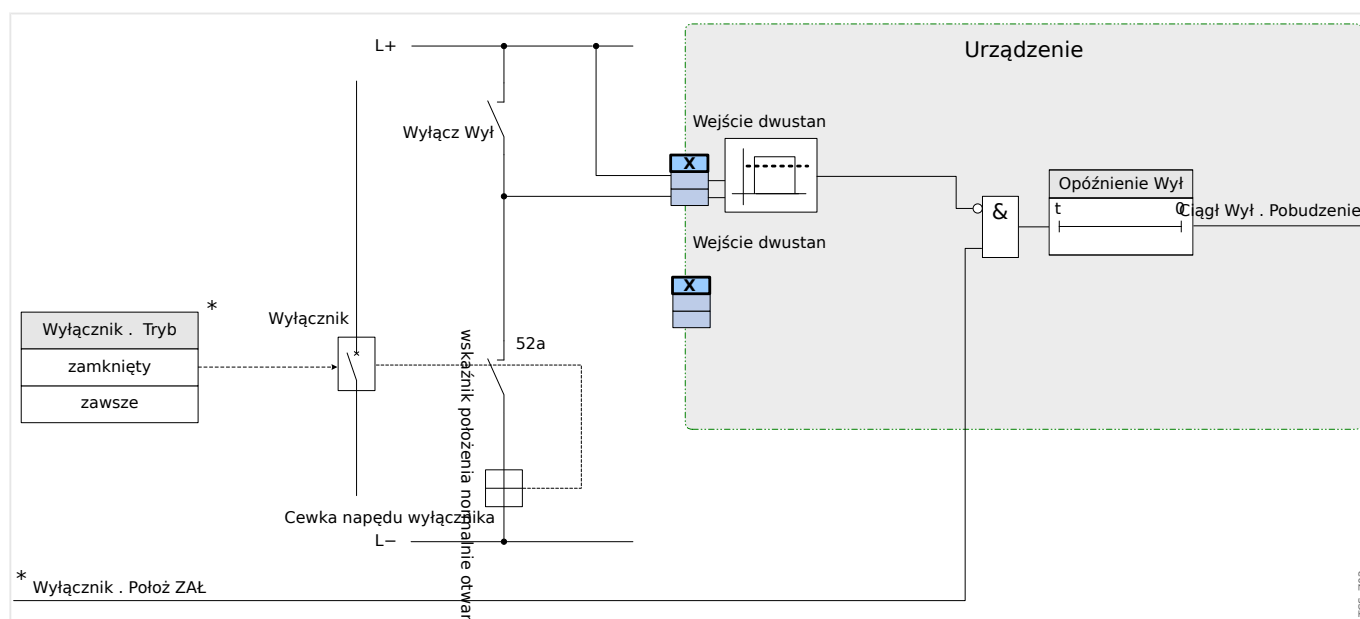 L+
Urządzenie
Wyłącz Wył
Wejście dwustan
X
Opóźnienie Wył
t
0
&
Ciągł Wył . Pobudzenie
Wejście dwustan
X
*
Wyłącznik
Wyłącznik . Tryb
zamknięty
zawsze
52a
wskaźnik położenia normalnie otwar
Cewka napędu wyłącznika
L−
* Wyłącznik . Położ ZAŁ